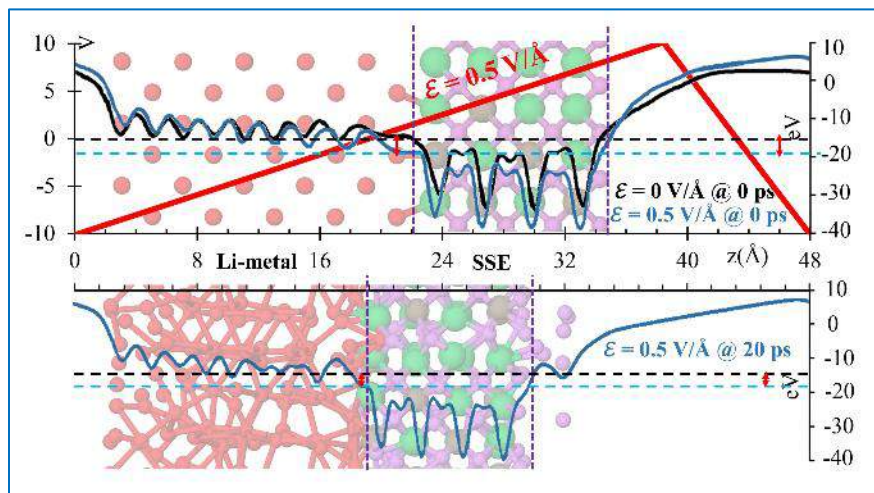 10 V 10
5 0
0 -10
-5 -20 eV
-10 -30
-40
ℰ = 0.5 V/Å
ℰ = 0 V/Å @ 0 ps
ℰ = 0.5 V/Å @ 0 ps
0 8 Li-metal 16 24 SSE 32 40 z(Å) 48
ℰ = 0.5 V/Å @ 20 ps
0
-10
-20 eV
-30
-40